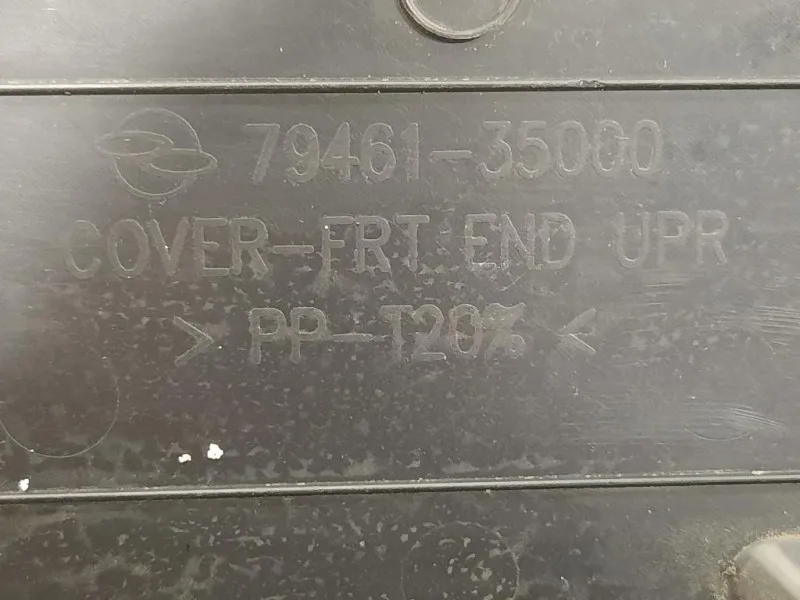 79461-35000
COVER-FRT END UPR
> PP-T20% <